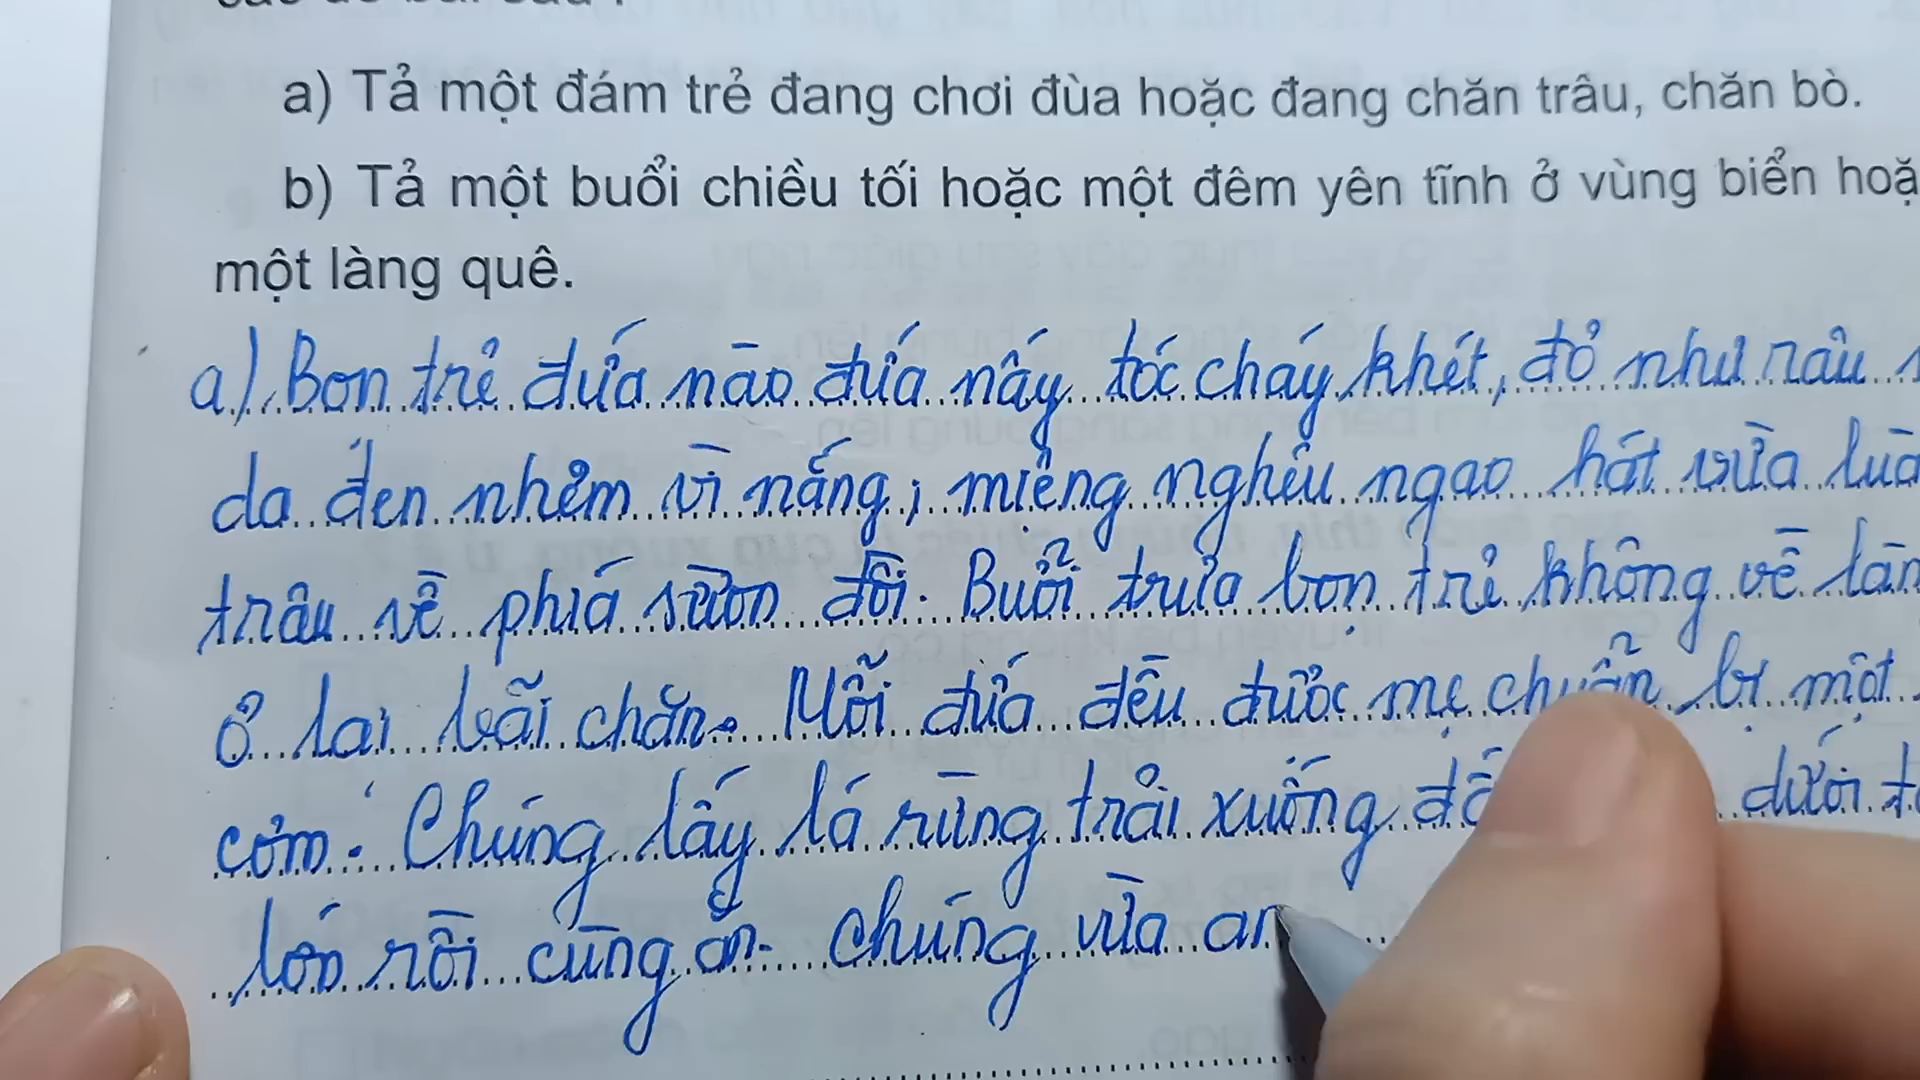 a) Tả một đám trẻ đang chơi đùa hoặc đang chăn trâu, chăn bò.
b) Tả một buổi chiều tối hoặc một đêm yên tĩnh ở vùng biển hoặ
một làng quê.
a) Bọn trẻ đứa nào đứa nấy tóc cháy khét, đỏ như râu
da đen nhẻm vì nắng, miệng nghêu ngao hát vừa lùa
trâu về phía sườn đồi. Buổi trưa bọn trẻ không về làn
ở lại bãi chăn. Mỗi đứa đều được mẹ chuẩn bị một
cơm. Chúng lấy lá rừng trải xuống dưới
lớn rồi cùng ăn. Chúng vừa an